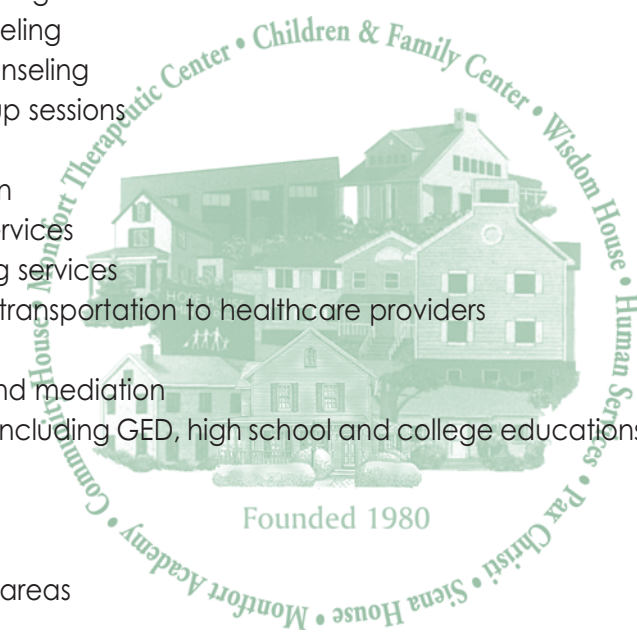 eling
nseling
up sessions
n
rvices
g services
transportation to healthcare providers
nd mediation
including GED, high school and college educations
areas
Children & Family Center • Wisdom House • Human Services • Pax Christi • Siena House • Montfort Academy • Community House • Montfort Therapeutic Center •
Founded 1980